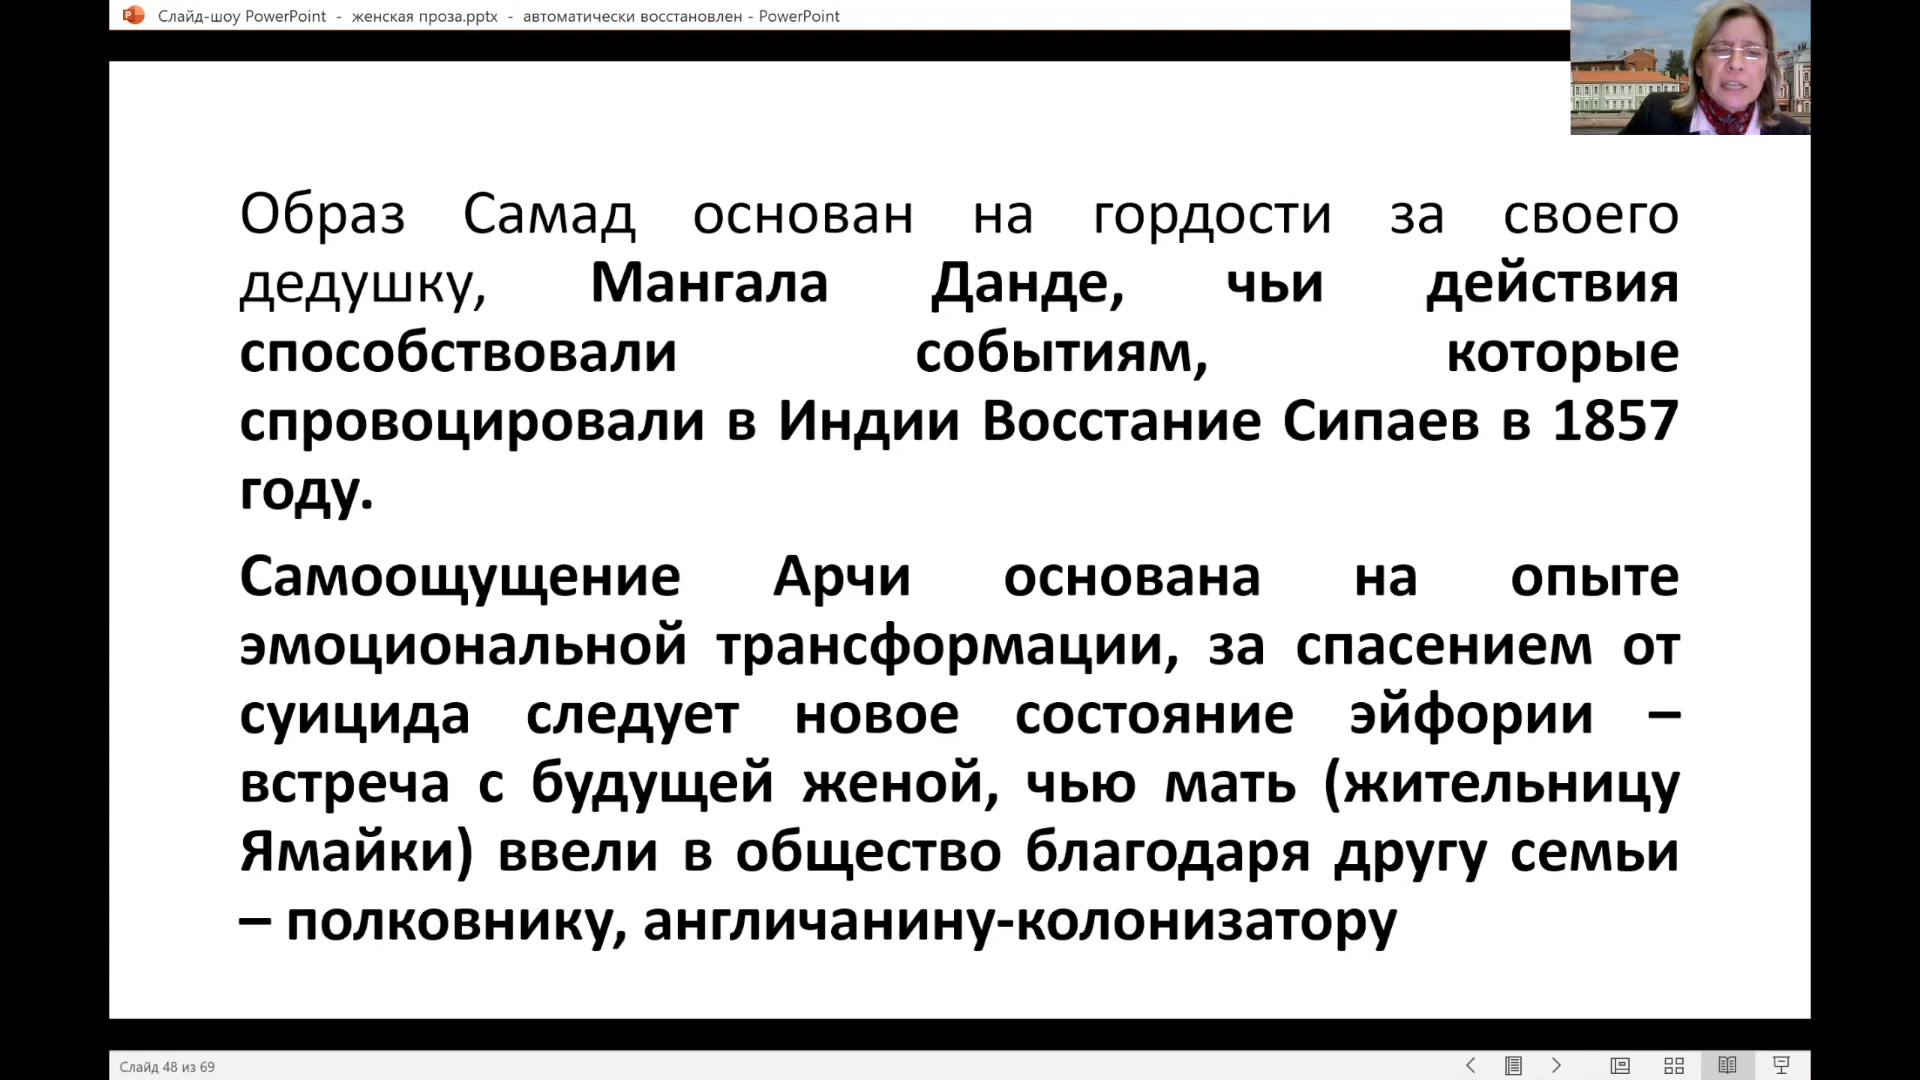 Слайд-шоу PowerPoint - женская проза.pptx - автоматически восстановлен - PowerPoint
Образ Самад основан на гордости за своего
дедушку, Мангала Данде, чьи действия
способствовали событиям, которые
спровоцировали в Индии Восстание Сипаев в 1857
году.
Самоощущение Арчи основана на опыте
эмоциональной трансформации, за спасением от
суицида следует новое состояние эйфории –
встреча с будущей женой, чью мать (жительницу
Ямайки) ввели в общество благодаря другу семьи
– полковнику, англичанину-колонизатору
Слайд 48 из 69